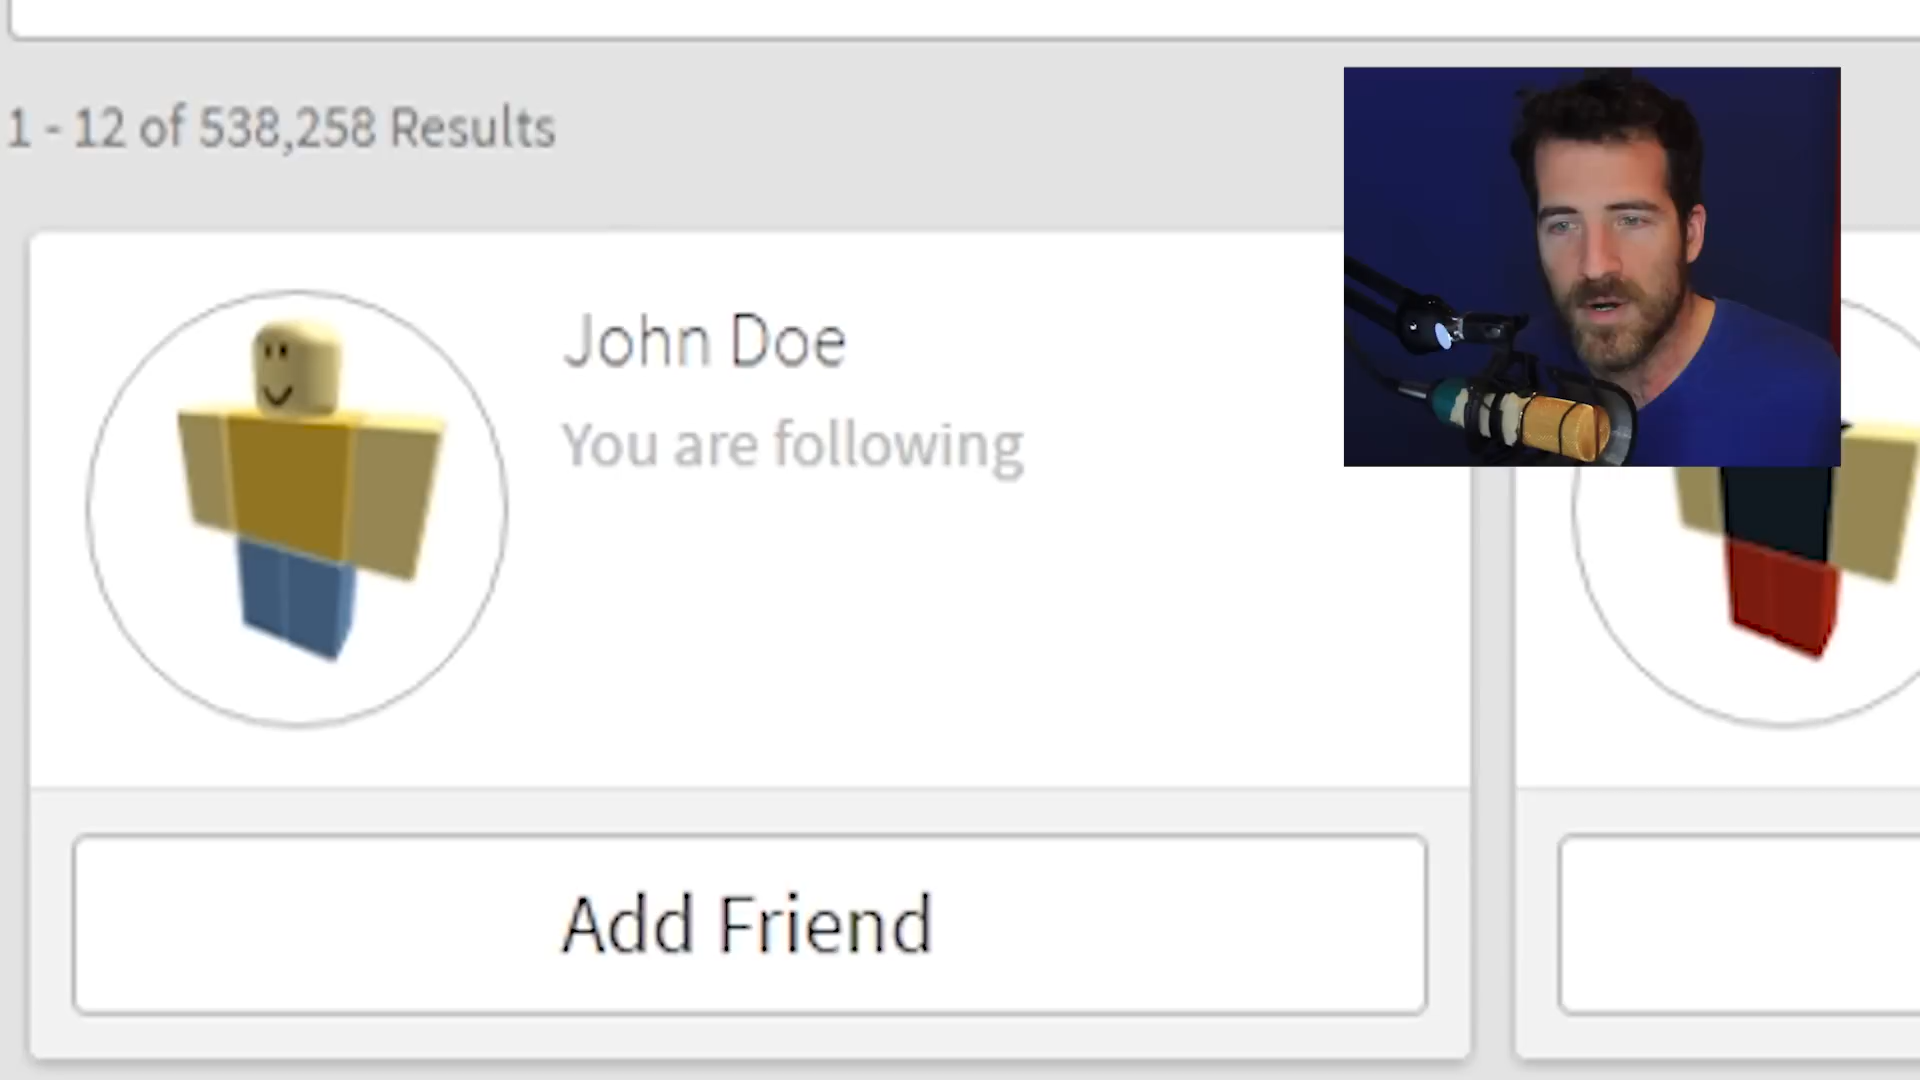 1 - 12 of 538,258 Results
John Doe
You are following
Add Friend